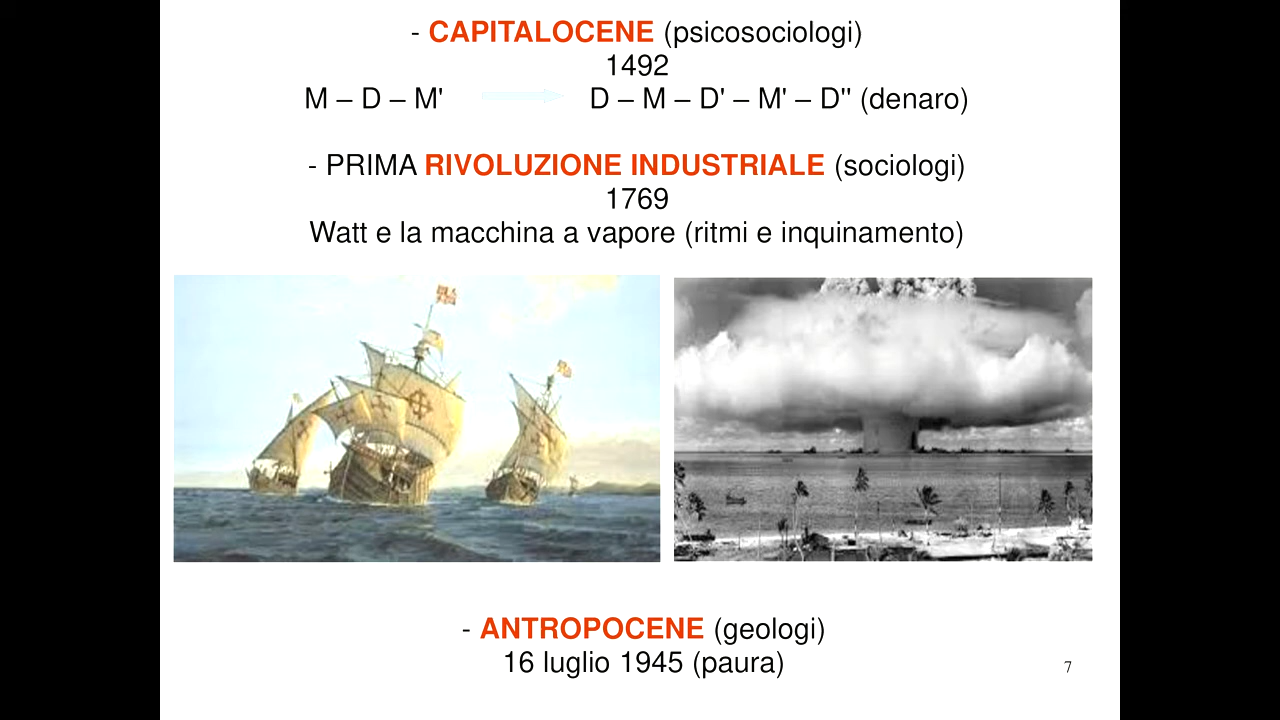 - CAPITALOCENE (psicosociologi)
1492
M – D – M' D – M – D' – M' – D'' (denaro)
- PRIMA RIVOLUZIONE INDUSTRIALE (sociologi)
1769
Watt e la macchina a vapore (ritmi e inquinamento)
- ANTROPOCENE (geologi)
16 luglio 1945 (paura)
7